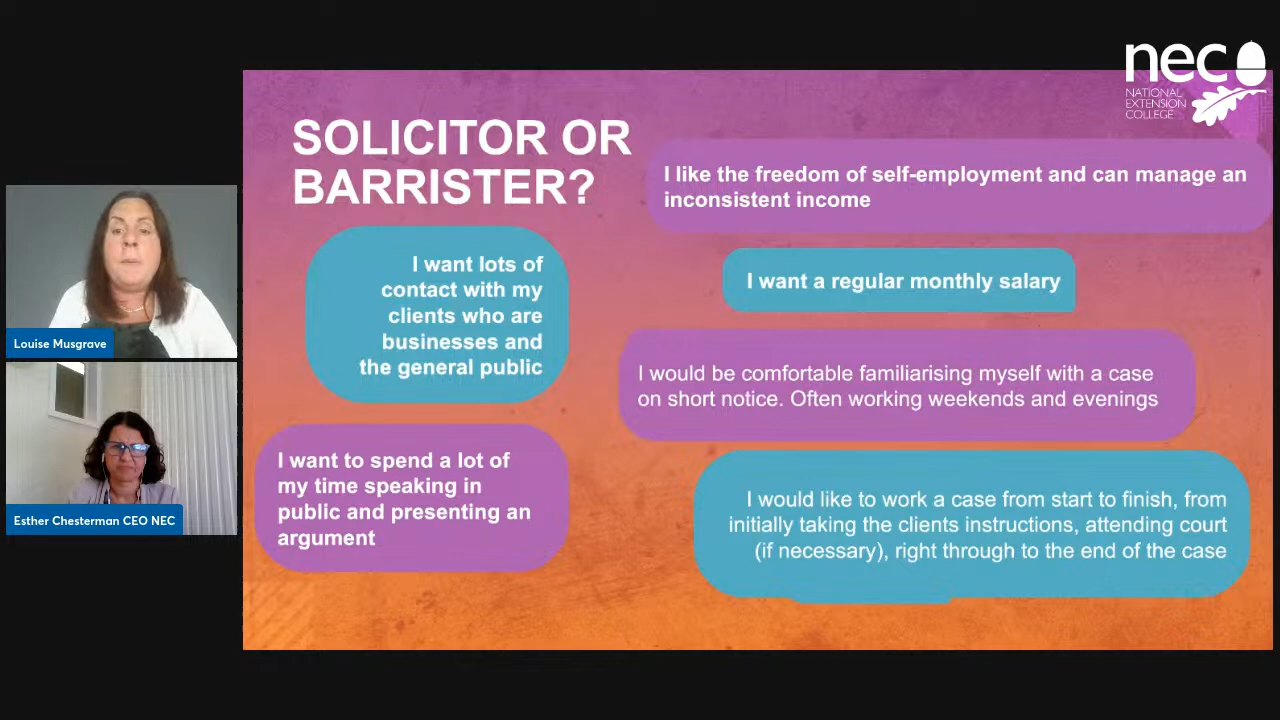 nec
NATIONAL
EXTENSION
COLLEGE
SOLICITOR OR
BARRISTER?
I like the freedom of self-employment and can manage an
inconsistent income
I want lots of
contact with my
clients who are
businesses and
the general public
I want a regular monthly salary
I would be comfortable familiarising myself with a case
on short notice. Often working weekends and evenings
I want to spend a lot of
my time speaking in
public and presenting an
argument
I would like to work a case from start to finish, from
initially taking the clients instructions, attending court
(if necessary), right through to the end of the case
Louise Musgrave
Esther Chesterman CEO NEC